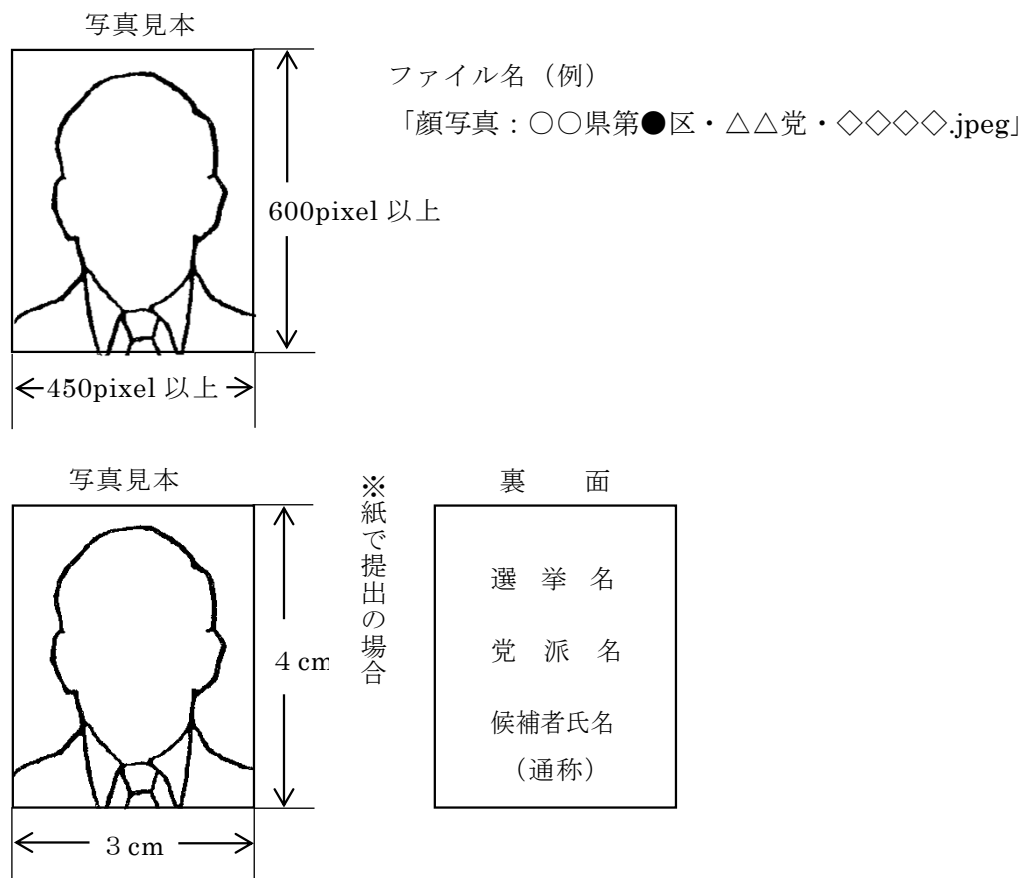 写真見本
ファイル名（例）
「顔写真：○○県第●区・△△党・◇◇◇◇.jpeg」
600pixel 以上
450pixel 以上
写真見本
4 cm
3 cm
※紙で提出の場合
裏　　面
選　挙　名
党　派　名
候補者氏名
（通称）